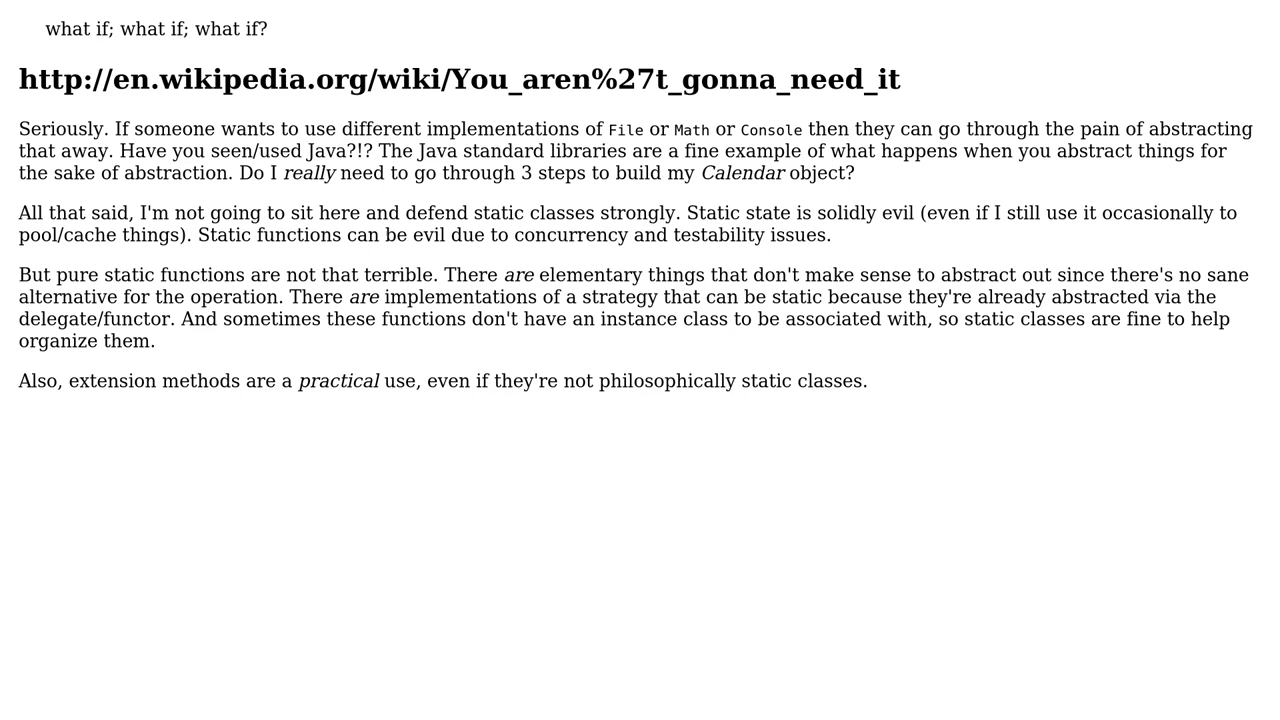 what if; what if; what if?
http://en.wikipedia.org/wiki/You_aren%27t_gonna_need_it
Seriously. If someone wants to use different implementations of File or Math or Console then they can go through the pain of abstracting
that away. Have you seen/used Java?!? The Java standard libraries are a fine example of what happens when you abstract things for
the sake of abstraction. Do I really need to go through 3 steps to build my Calendar object?
All that said, I'm not going to sit here and defend static classes strongly. Static state is solidly evil (even if I still use it occasionally to
pool/cache things). Static functions can be evil due to concurrency and testability issues.
But pure static functions are not that terrible. There are elementary things that don't make sense to abstract out since there's no sane
alternative for the operation. There are implementations of a strategy that can be static because they're already abstracted via the
delegate/functor. And sometimes these functions don't have an instance class to be associated with, so static classes are fine to help
organize them.
Also, extension methods are a practical use, even if they're not philosophically static classes.